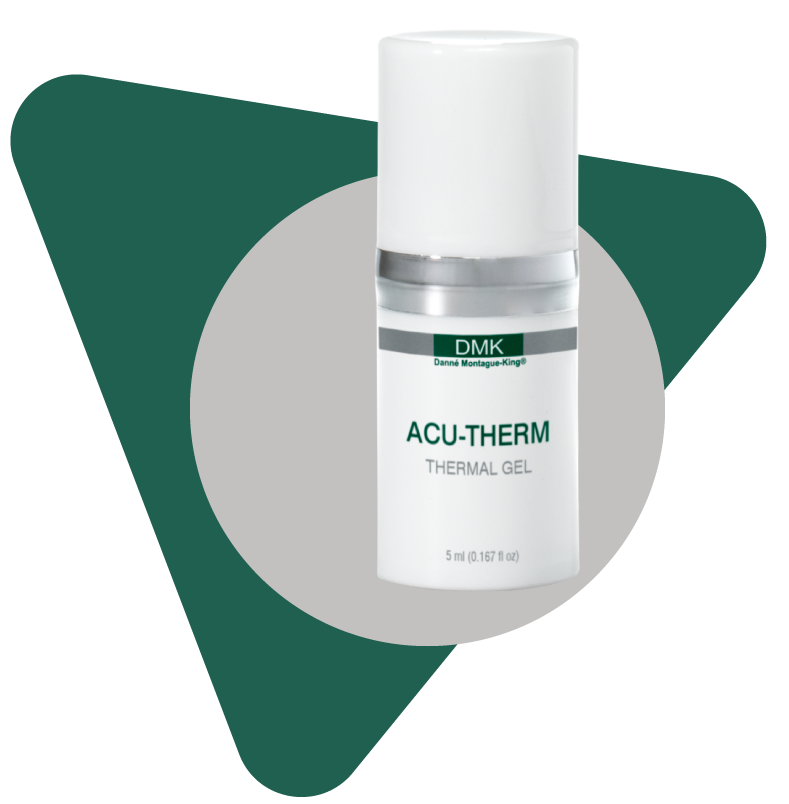 DMK
Danné Montague-King®
ACU-THERM
THERMAL GEL
5 ml (0.167 fl oz)